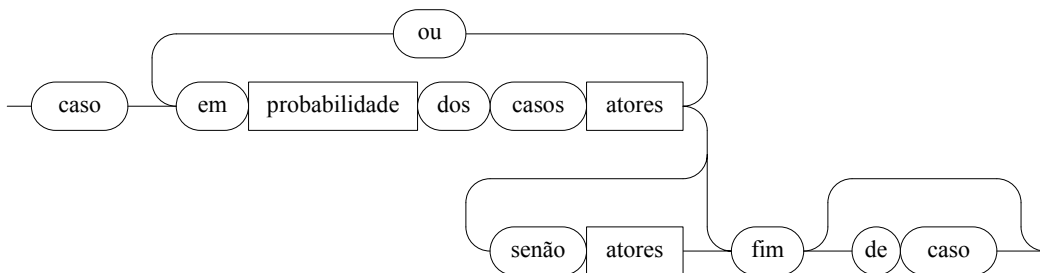 ou
caso em probabilidade dos casos atores
senão atores fim de caso